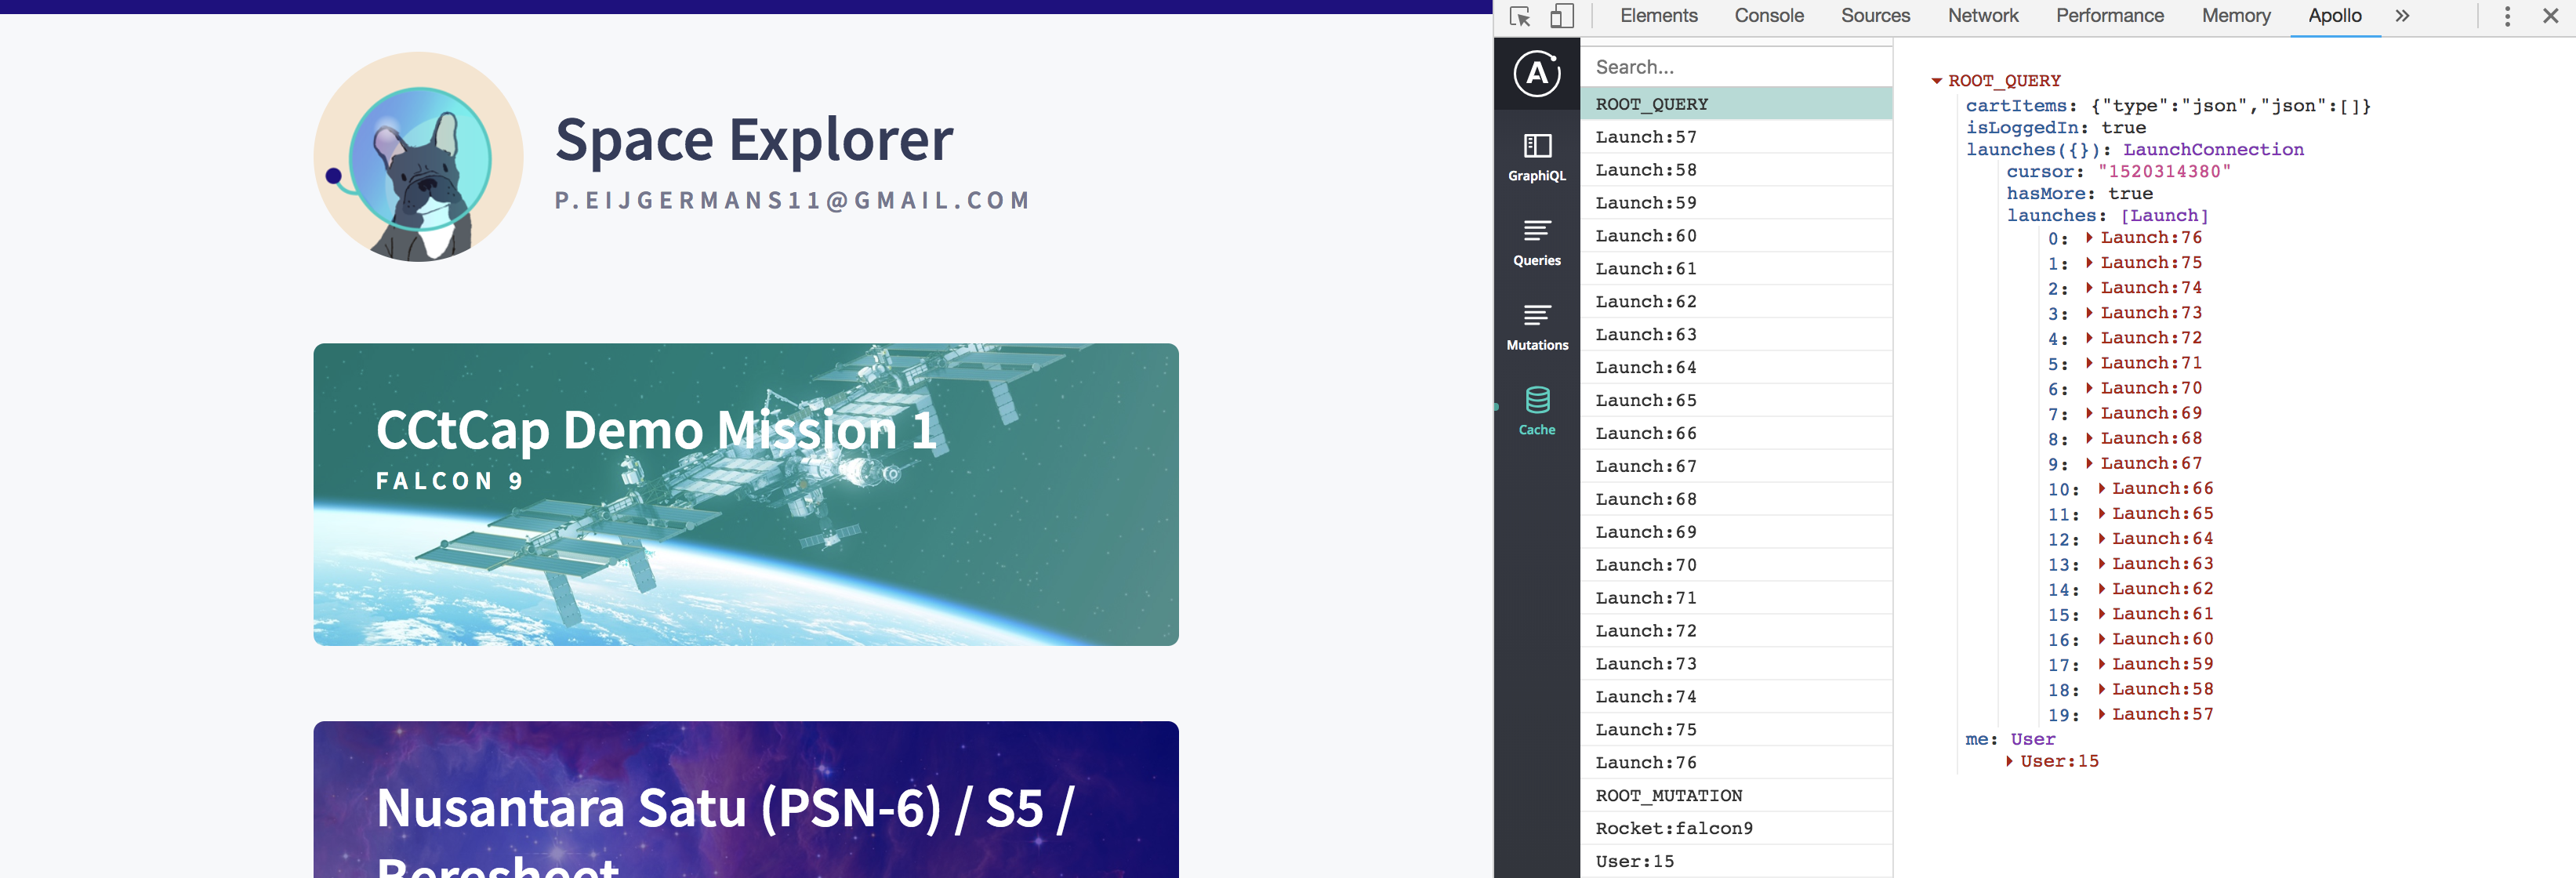 Space Explorer
P.EIJGERMANS11@GMAIL.COM
CCtCap Demo Mission 1
FALCON 9
Nusantara Satu (PSN-6) / S5 /
Beresheet
Elements Console Sources Network Performance Memory Apollo »
A
GraphiQL
Queries
Mutations
Cache
Search...
ROOT_QUERY
Launch:57
Launch:58
Launch:59
Launch:60
Launch:61
Launch:62
Launch:63
Launch:64
Launch:65
Launch:66
Launch:67
Launch:68
Launch:69
Launch:70
Launch:71
Launch:72
Launch:73
Launch:74
Launch:75
Launch:76
ROOT_MUTATION
Rocket:falcon9
User:15
ROOT_QUERY
cartItems: {"type":"json","json":[]}
isLoggedIn: true
launches({}): LaunchConnection
cursor: "1520314380"
hasMore: true
launches: [Launch]
0: Launch:76
1: Launch:75
2: Launch:74
3: Launch:73
4: Launch:72
5: Launch:71
6: Launch:70
7: Launch:69
8: Launch:68
9: Launch:67
10: Launch:66
11: Launch:65
12: Launch:64
13: Launch:63
14: Launch:62
15: Launch:61
16: Launch:60
17: Launch:59
18: Launch:58
19: Launch:57
me: User
User:15